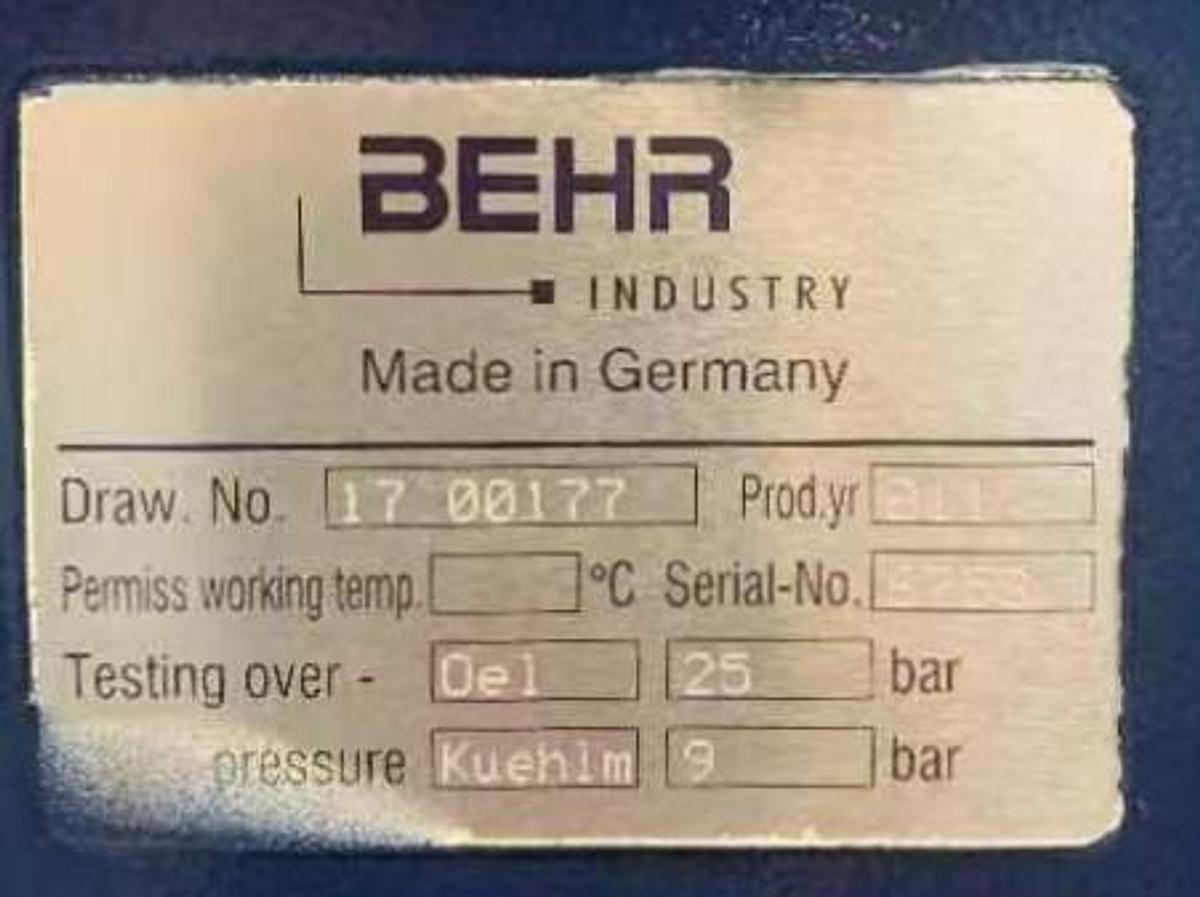 BEHR
INDUSTRY
Made in Germany
Draw. No. 17 00177 Prod.yr
Permiss working temp. °C Serial-No.
Testing over - Oel 25 bar
pressure Kuehlm 9 bar